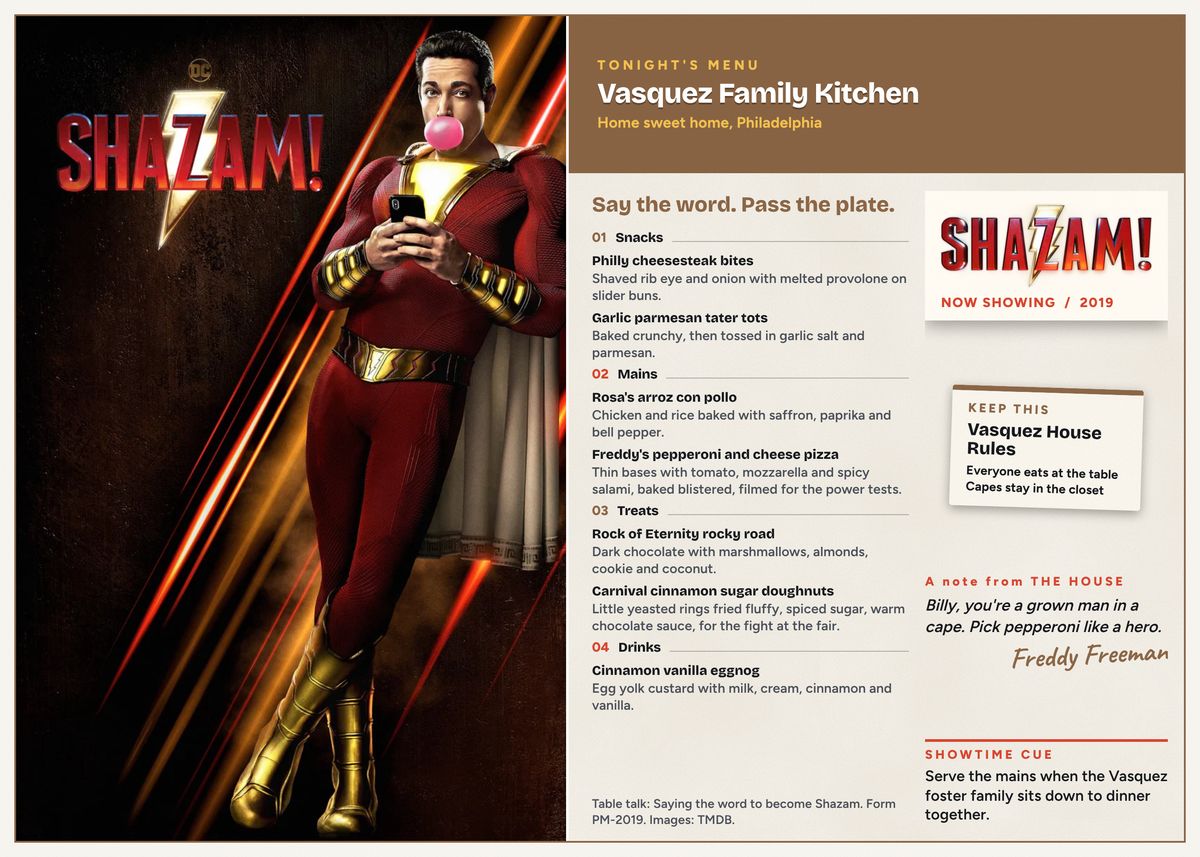 DC
SHAZAM!
TONIGHT'S MENU
Vasquez Family Kitchen
Home sweet home, Philadelphia
Say the word. Pass the plate.
01 Snacks
Philly cheesesteak bites
Shaved rib eye and onion with melted provolone on
slider buns.
Garlic parmesan tater tots
Baked crunchy, then tossed in garlic salt and
parmesan.
02 Mains
Rosa's arroz con pollo
Chicken and rice baked with saffron, paprika and
bell pepper.
Freddy's pepperoni and cheese pizza
Thin bases with tomato, mozzarella and spicy
salami, baked blistered, filmed for the power tests.
03 Treats
Rock of Eternity rocky road
Dark chocolate with marshmallows, almonds,
cookie and coconut.
Carnival cinnamon sugar doughnuts
Little yeasted rings fried fluffy, spiced sugar, warm
chocolate sauce, for the fight at the fair.
04 Drinks
Cinnamon vanilla eggnog
Egg yolk custard with milk, cream, cinnamon and
vanilla.
Table talk: Saying the word to become Shazam. Form
PM-2019. Images: TMDB.
SHAZAM!
NOW SHOWING / 2019
KEEP THIS
Vasquez House
Rules
Everyone eats at the table
Capes stay in the closet
A note from THE HOUSE
Billy, you're a grown man in a
cape. Pick pepperoni like a hero.
Freddy Freeman
SHOWTIME CUE
Serve the mains when the Vasquez
foster family sits down to dinner
together.